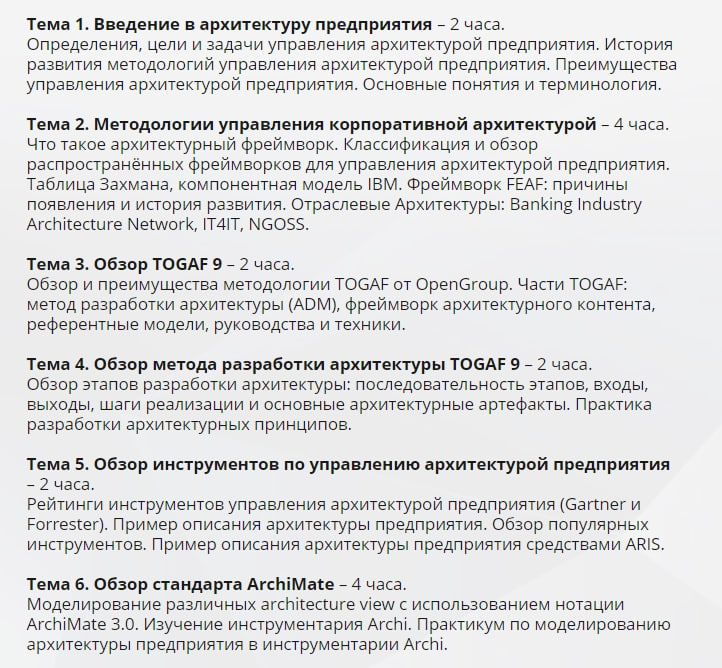 Тема 1. Введение в архитектуру предприятия – 2 часа.
Определения, цели и задачи управления архитектурой предприятия. История
развития методологий управления архитектурой предприятия. Преимущества
управления архитектурой предприятия. Основные понятия и терминология.
Тема 2. Методологии управления корпоративной архитектурой – 4 часа.
Что такое архитектурный фреймворк. Классификация и обзор
распространённых фреймворков для управления архитектурой предприятия.
Таблица Захмана, компонентная модель IBM. Фреймворк FEAF: причины
появления и история развития. Отраслевые Архитектуры: Banking Industry
Architecture Network, IT4IT, NGOSS.
Тема 3. Обзор TOGAF 9 – 2 часа.
Обзор и преимущества методологии TOGAF от OpenGroup. Части TOGAF:
метод разработки архитектуры (ADM), фреймворк архитектурного контента,
референтные модели, руководства и техники.
Тема 4. Обзор метода разработки архитектуры TOGAF 9 – 2 часа.
Обзор этапов разработки архитектуры: последовательность этапов, входы,
выходы, шаги реализации и основные архитектурные артефакты. Практика
разработки архитектурных принципов.
Тема 5. Обзор инструментов по управлению архитектурой предприятия
– 2 часа.
Рейтинги инструментов управления архитектурой предприятия (Gartner и
Forrester). Пример описания архитектуры предприятия. Обзор популярных
инструментов. Пример описания архитектуры предприятия средствами ARIS.
Тема 6. Обзор стандарта ArchiMate – 4 часа.
Моделирование различных architecture view с использованием нотации
ArchiMate 3.0. Изучение инструментария Archi. Практикум по моделированию
архитектуры предприятия в инструментарии Archi.